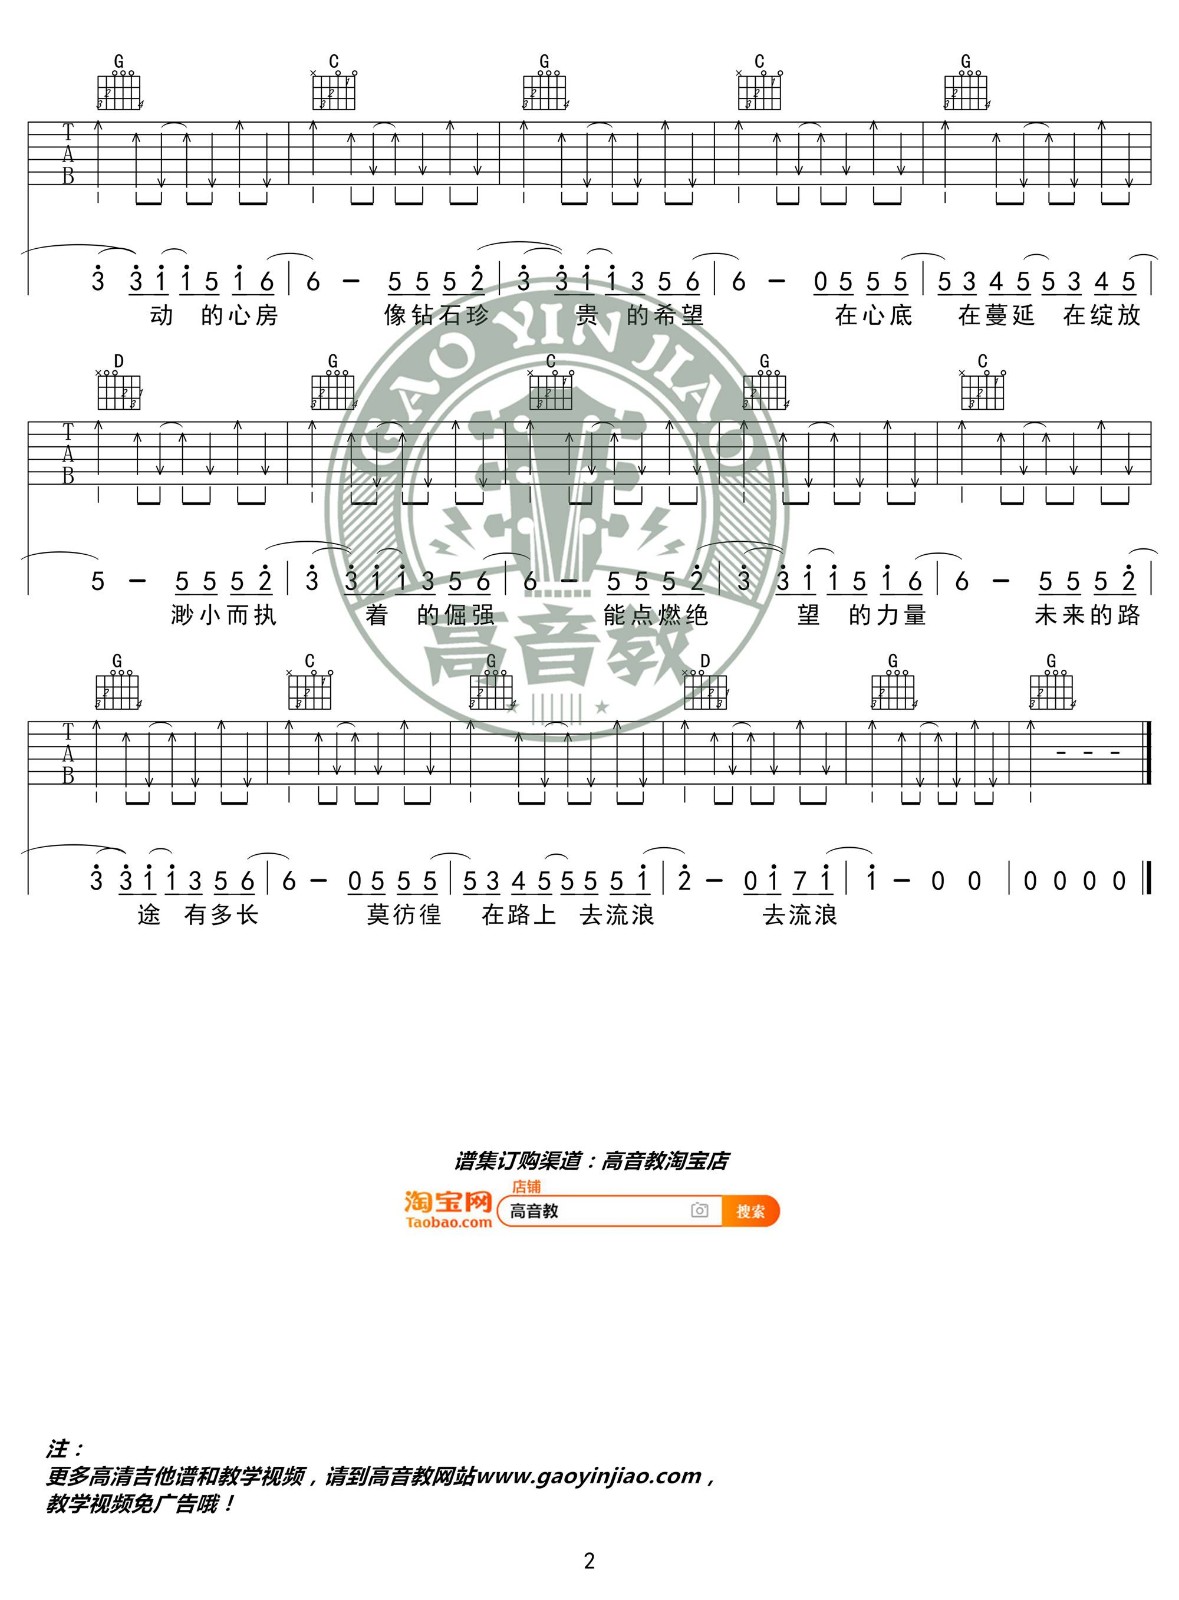 G C G C G
T
A
B
3 3 1 1 5 1 6 | 6 - 5 5 5 2 | 3 3 1 1 3 5 6 | 6 - 0 5 5 5 | 5 3 4 5 5 3 4 5
动 的心房 像钻石珍 贵 的希望 在心底 在蔓延 在绽放
D G C G C
T
A
B
5 - 5 5 5 2 | 3 3 1 1 3 5 6 | 6 - 5 5 5 2 | 3 3 1 1 5 1 6 | 6 - 5 5 5 2
渺小而执 着 的倔强 能点燃绝 望 的力量 未来的路
GAO YIN JIAO
高音教
G C G D G G
T
A
B
3 3 1 1 3 5 6 | 6 - 0 5 5 5 | 5 3 4 5 5 5 5 1 | 2 - 0 1 7 1 | 1 - 0 0 | 0 0 0 0
途 有多长 莫彷徨 在路上 去流浪 去流浪
谱集订购渠道：高音教淘宝店
店铺
淘宝网 高音教 搜索
Taobao.com
注：
更多高清吉他谱和教学视频，请到高音教网站www.gaoyinjiao.com，
教学视频免广告哦！
2